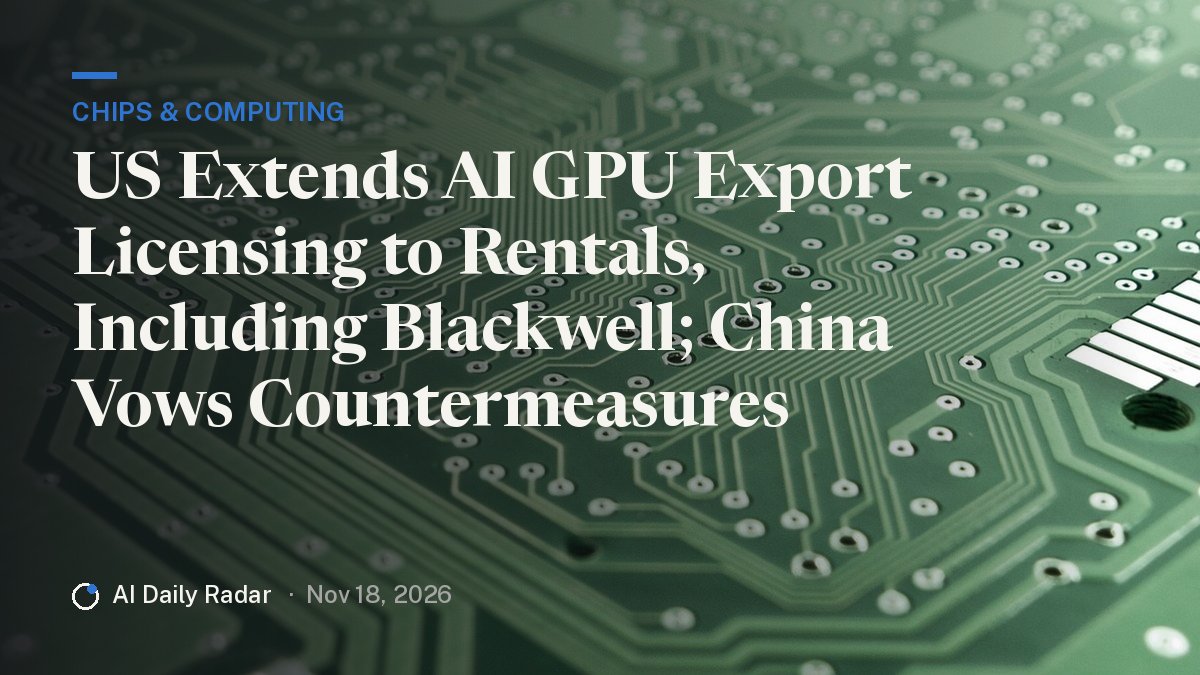 CHIPS & COMPUTING
US Extends AI GPU Export
Licensing to Rentals,
Including Blackwell; China
Vows Countermeasures
AI Daily Radar · Nov 18, 2026